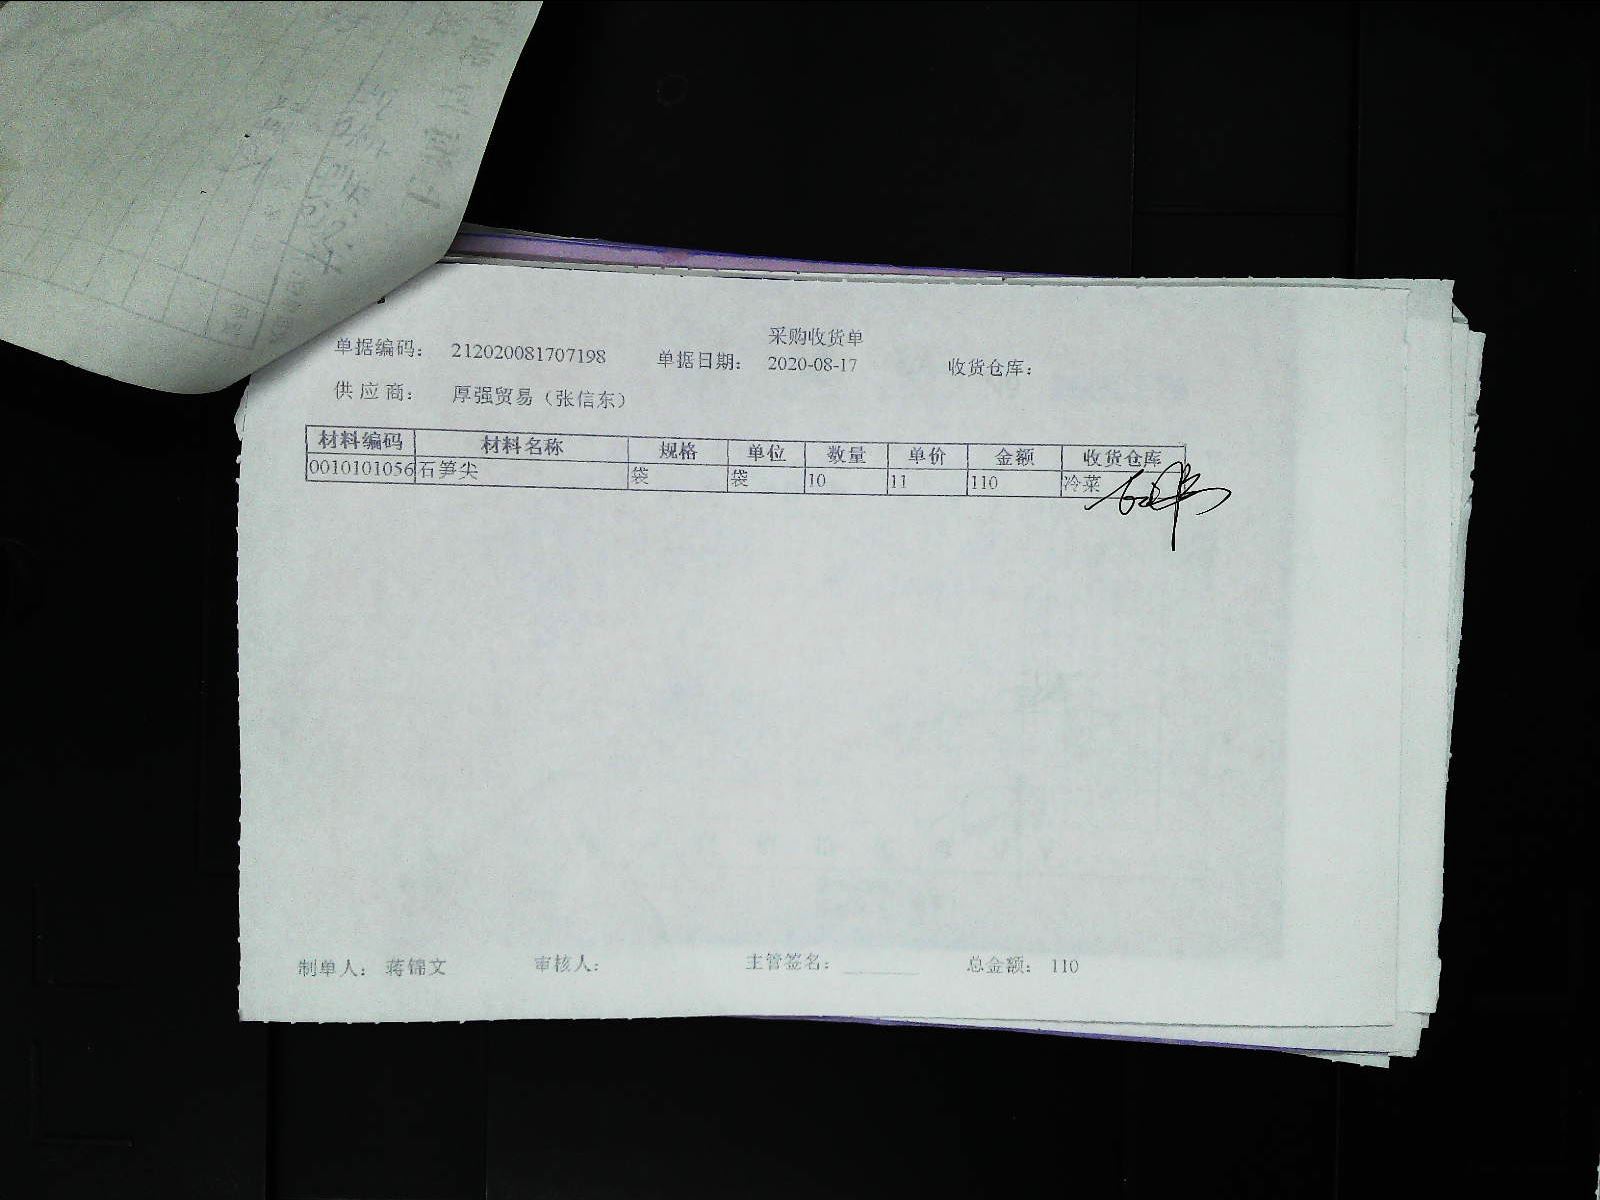 采购收货单
单据编码： 212020081707198 单据日期： 2020-08-17 收货仓库：
供 应 商： 厚强贸易（张信东）
材料编码 材料名称 规格 单位 数量 单价 金额 收货仓库
0010101056 石笋尖 袋 袋 10 11 110 冷菜
制单人： 蒋锦文 审核人： 主管签名： ______ 总金额： 110